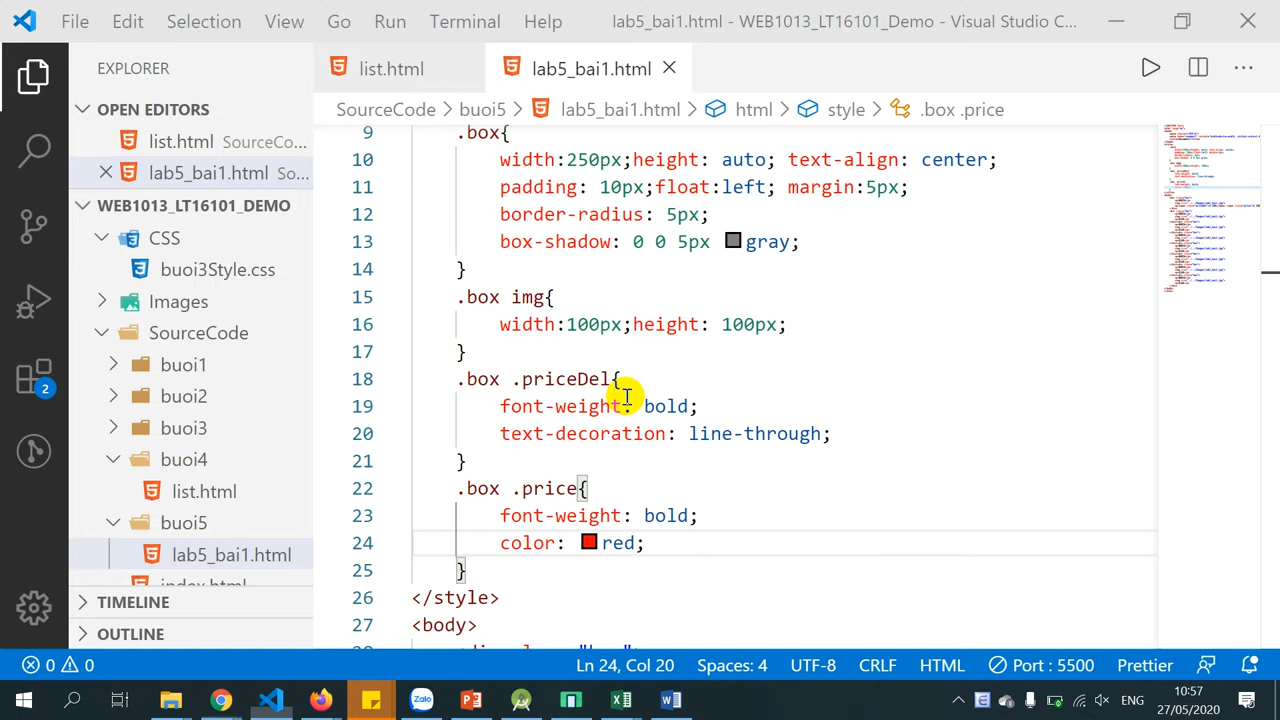 File Edit Selection View Go Run Terminal Help lab5_bai1.html - WEB1013_LT16101_Demo - Visual Studio C...
EXPLORER
list.html lab5_bai1.html
OPEN EDITORS
list.html SourceCo...
lab5_bai1.html So...
WEB1013_LT16101_DEMO
CSS
buoi3Style.css
Images
SourceCode
buoi1
buoi2
buoi3
buoi4
list.html
buoi5
lab5_bai1.html
index.html
TIMELINE
OUTLINE
SourceCode buoi5 lab5_bai1.html html style .box .price
9 .box{
10 width:250px;height: auto; text-align: center;
11 padding: 10px;float:left; margin:5px;
12 border-radius: 5px;
13 box-shadow: 0 0 5px gray;
14 }
15 .box img{
16 width:100px;height: 100px;
17 }
18 .box .priceDel{
19 font-weight: bold;
20 text-decoration: line-through;
21 }
22 .box .price{
23 font-weight: bold;
24 color: red;
25 }
26 </style>
27 <body>
2
0 0 Ln 24, Col 20 Spaces: 4 UTF-8 CRLF HTML Port : 5500 Prettier
Zalo ENG
10:57
27/05/2020